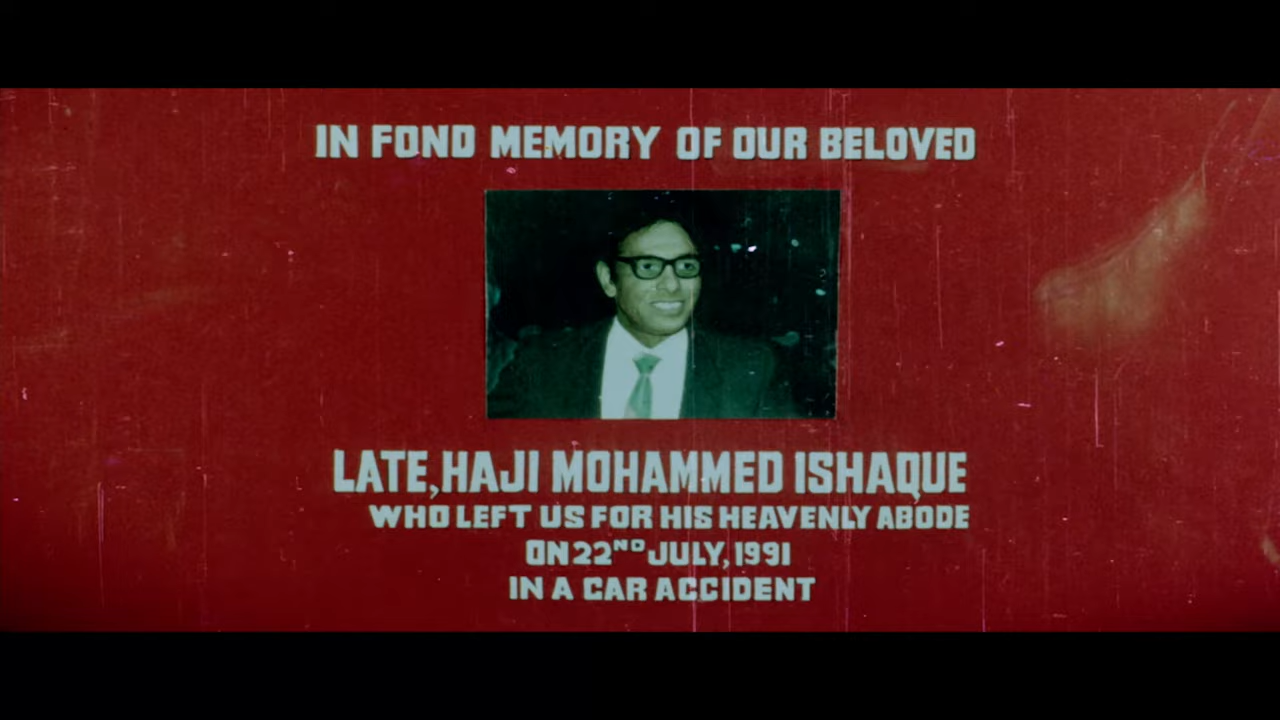 IN FOND MEMORY OF OUR BELOVED
LATE,HAJI MOHAMMED ISHAQUE
WHO LEFT US FOR HIS HEAVENLY ABODE
ON 22ND JULY, 1991
IN A CAR ACCIDENT